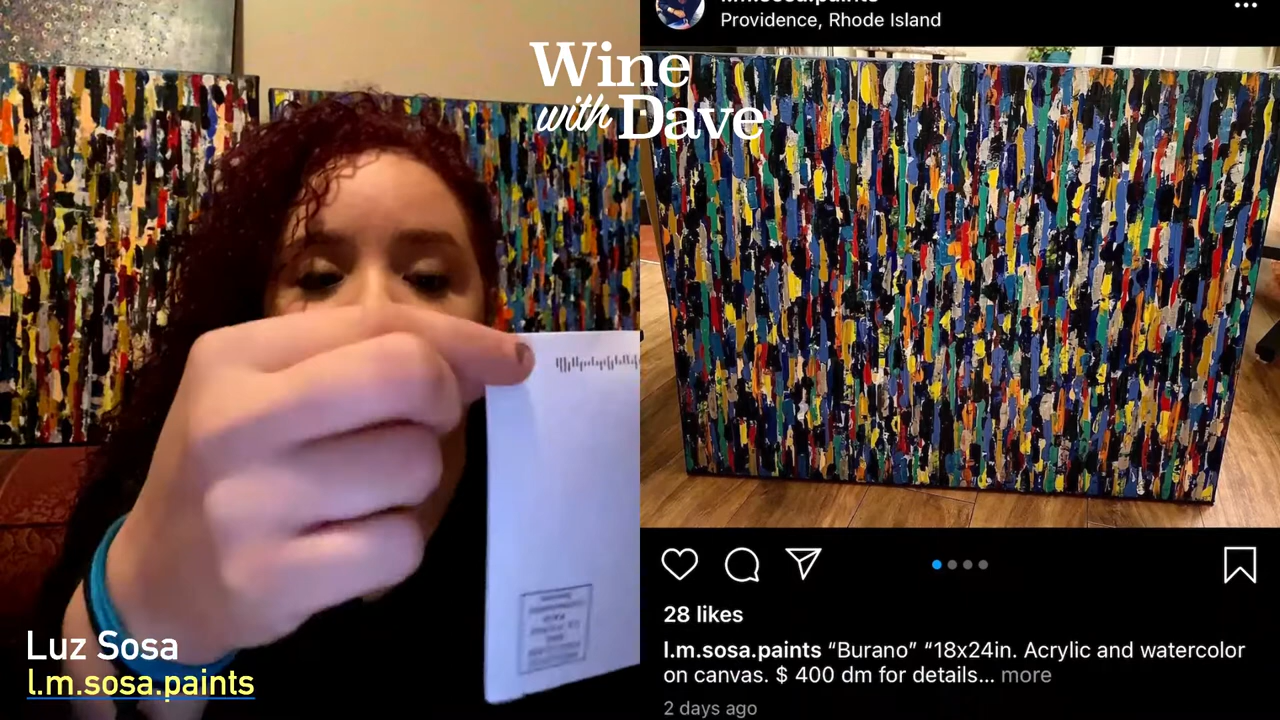 Wine
with Dave
Luz Sosa
l.m.sosa.paints
Providence, Rhode Island
28 likes
l.m.sosa.paints “Burano” “18x24in. Acrylic and watercolor
on canvas. $ 400 dm for details... more
2 days ago